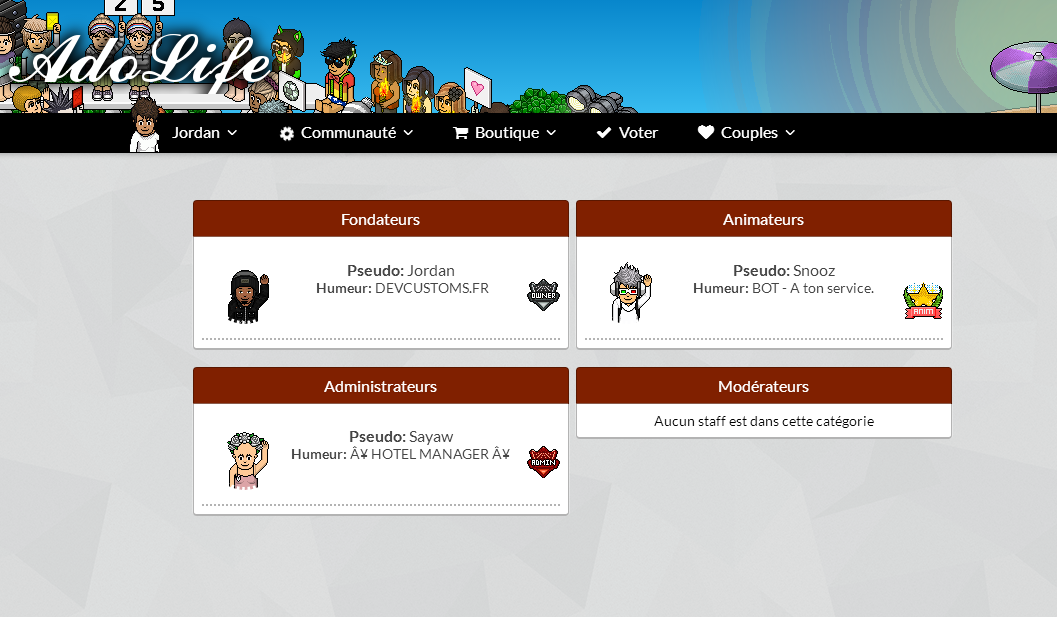 2 5
AdoLife
Jordan Communauté Boutique Voter Couples
Fondateurs
Pseudo: Jordan
Humeur: DEVCUSTOMS.FR
OWNER
Animateurs
Pseudo: Snooz
Humeur: BOT - A ton service.
ANIM
Administrateurs
Pseudo: Sayaw
Humeur: Â¥ HOTEL MANAGER Â¥
ADMIN
Modérateurs
Aucun staff est dans cette catégorie